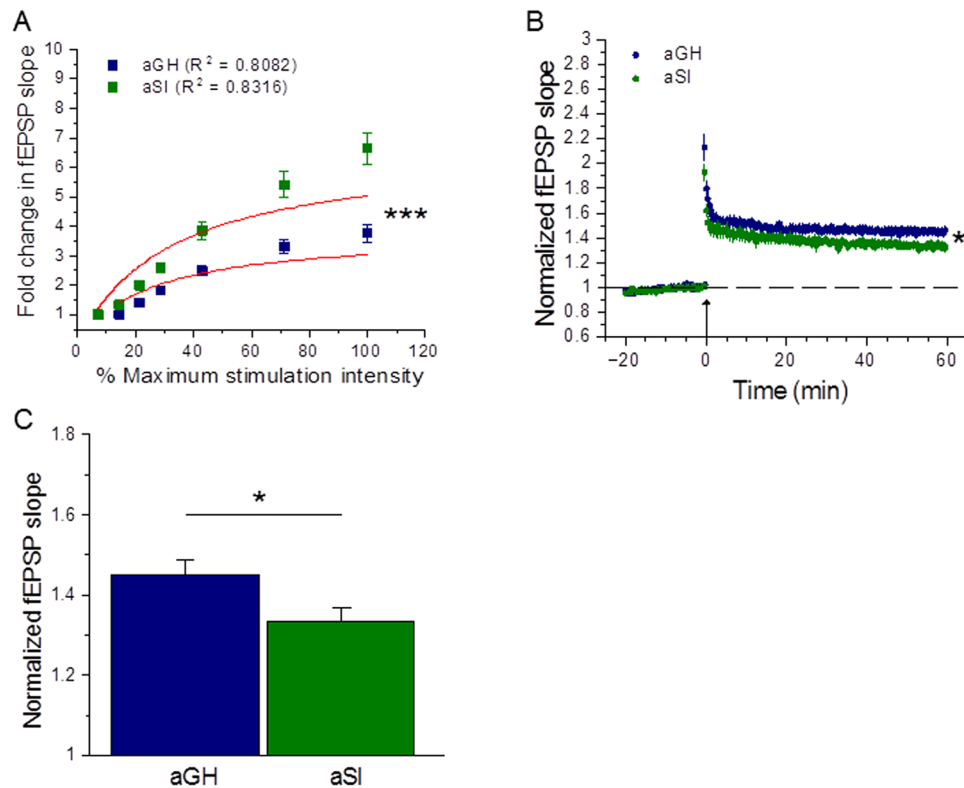 A
Fold change in fEPSP slope
10
9
8
7
6
5
4
3
2
1
aGH (R² = 0.8082)
aSI (R² = 0.8316)
***
0 20 40 60 80 100 120
% Maximum stimulation intensity
B
Normalized fEPSP slope
3
2.8
2.6
2.4
2.2
2
1.8
1.6
1.4
1.2
1
0.8
0.6
aGH
aSI
*
−20 0 20 40 60
Time (min)
C
Normalized fEPSP slope
1.8
1.6
1.4
1.2
1
*
aGH aSI